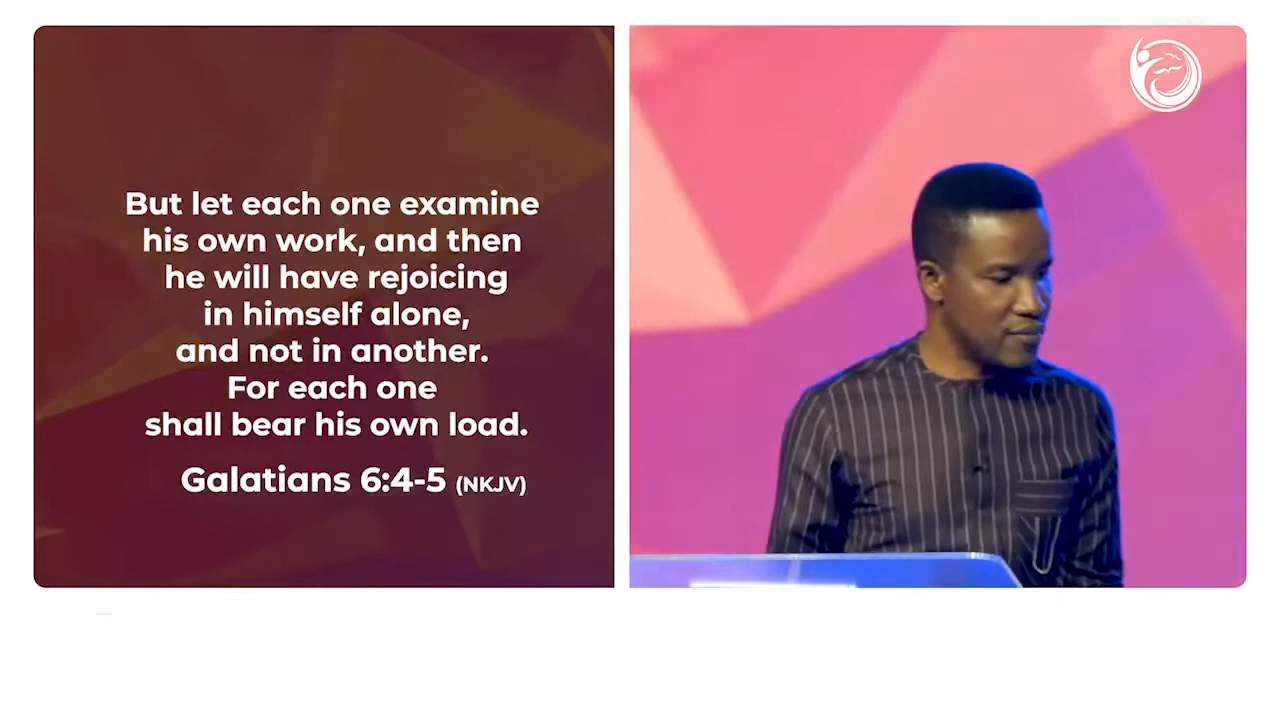 But let each one examine
his own work, and then
he will have rejoicing
in himself alone,
and not in another.
For each one
shall bear his own load.
Galatians 6:4-5 (NKJV)